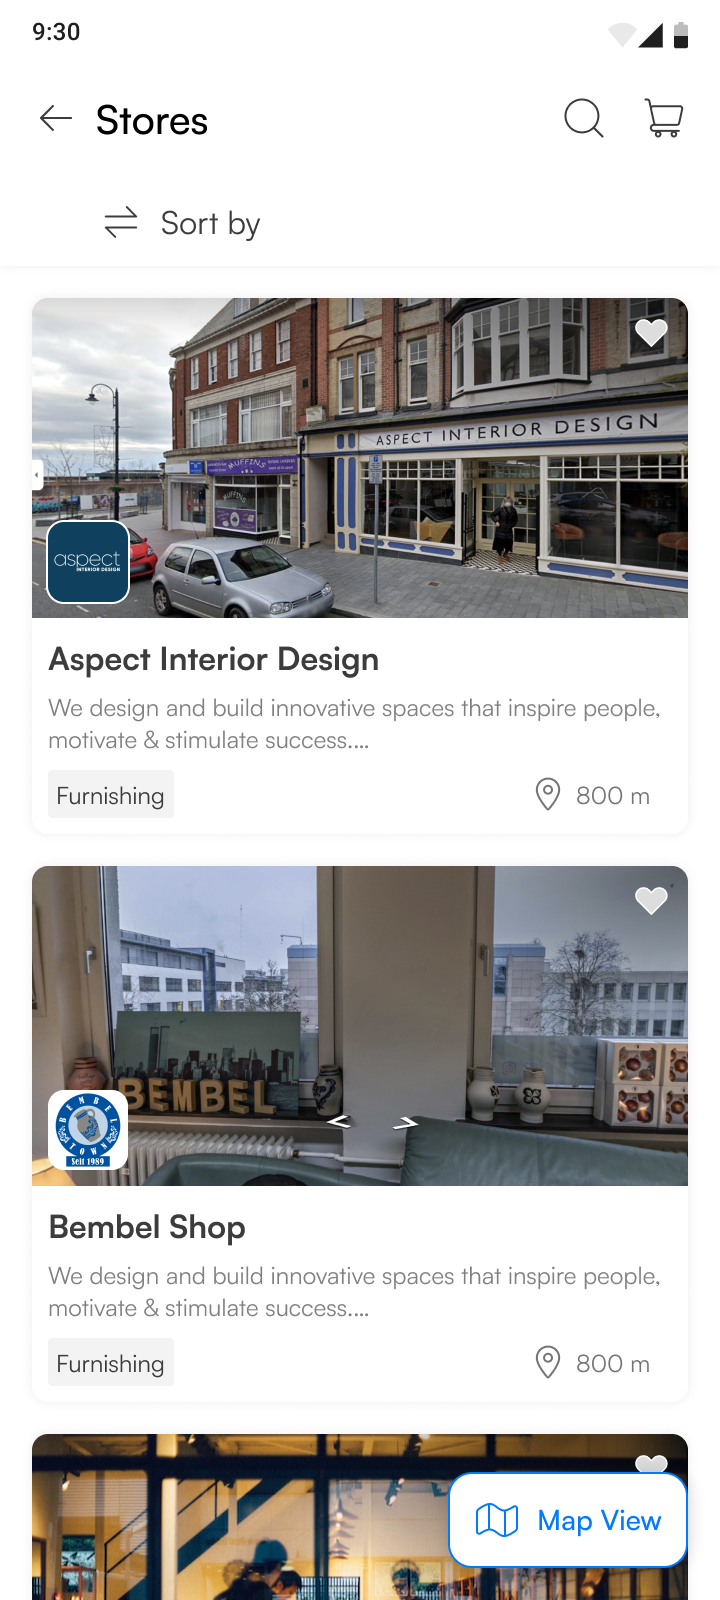 9:30
Stores
Sort by
MUFFINS
MUFFINS
ASPECT INTERIOR DESIGN
aspect
INTERIOR DESIGN
Aspect Interior Design
We design and build innovative spaces that inspire people,
motivate & stimulate success....
Furnishing
800 m
BEMBEL
BEMBEL
TOWN
Seit 1989
Bembel Shop
We design and build innovative spaces that inspire people,
motivate & stimulate success....
Furnishing
800 m
Map View